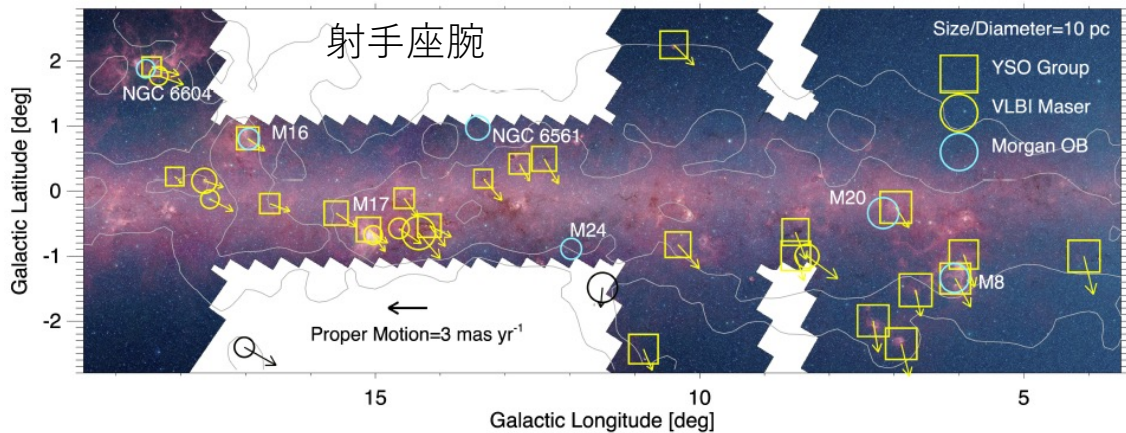 射手座腕
Size/Diameter=10 pc
YSO Group
VLBI Maser
Morgan OB
NGC 6604
M16
NGC 6561
M17
M20
M24
M8
Proper Motion=3 mas yr⁻¹
Galactic Latitude [deg]
2
1
0
-1
-2
15
10
5
Galactic Longitude [deg]